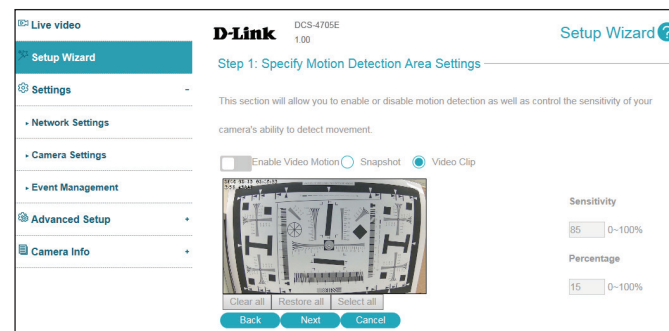 Live video
Setup Wizard
Settings -
Network Settings
Camera Settings
Event Management
Advanced Setup +
Camera Info +
D-Link DCS-4705E
1.00
Setup Wizard ?
Step 1: Specify Motion Detection Area Settings
This section will allow you to enable or disable motion detection as well as control the sensitivity of your
camera's ability to detect movement.
Enable Video Motion Snapshot Video Clip
Sensitivity
85 0~100%
Percentage
15 0~100%
Clear all Restore all Select all
Back Next Cancel